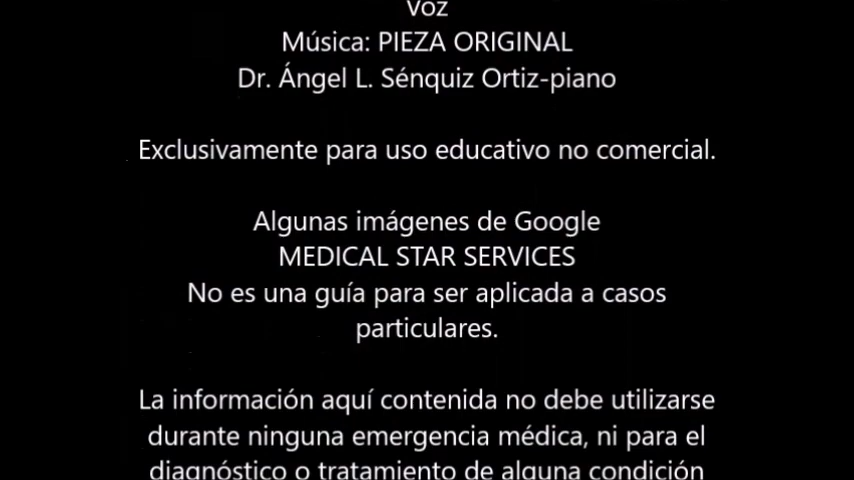 Voz
Música: PIEZA ORIGINAL
Dr. Ángel L. Sénquiz Ortiz-piano
Exclusivamente para uso educativo no comercial.
Algunas imágenes de Google
MEDICAL STAR SERVICES
No es una guía para ser aplicada a casos
particulares.
La información aquí contenida no debe utilizarse
durante ninguna emergencia médica, ni para el
diagnóstico o tratamiento de alguna condición